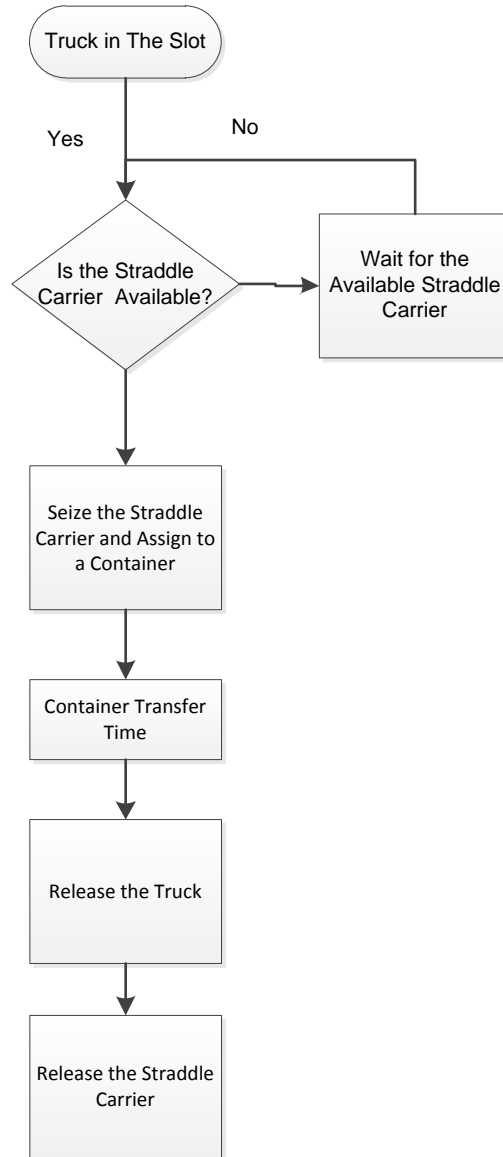 Truck in The Slot
Yes
No
Is the Straddle
Carrier Available?
Wait for the
Available Straddle
Carrier
Seize the Straddle
Carrier and Assign to
a Container
Container Transfer
Time
Release the Truck
Release the Straddle
Carrier